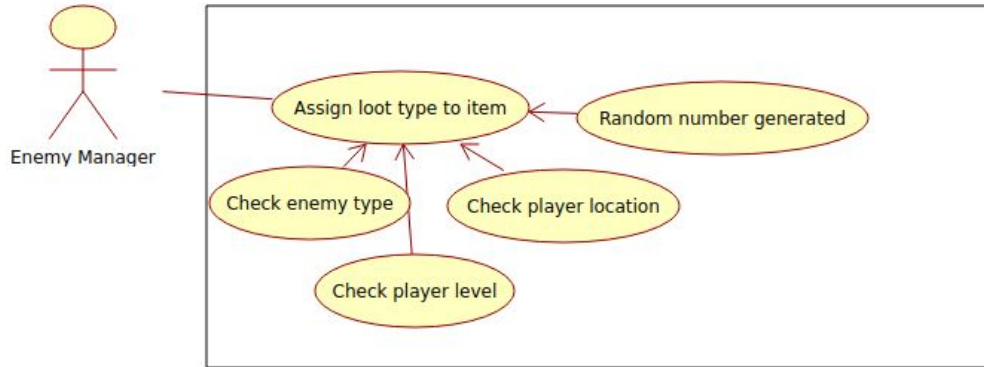 Assign loot type to item
Random number generated
Enemy Manager
Check enemy type
Check player location
Check player level